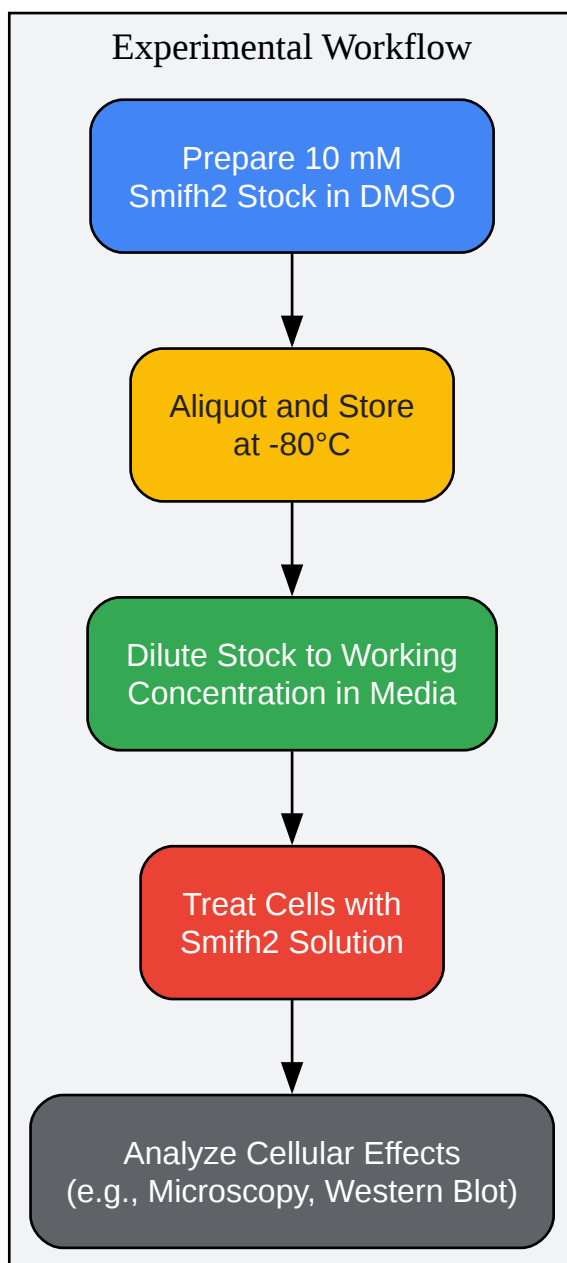 Experimental Workflow
Prepare 10 mM
Smifh2 Stock in DMSO
Aliquot and Store
at -80°C
Dilute Stock to Working
Concentration in Media
Treat Cells with
Smifh2 Solution
Analyze Cellular Effects
(e.g., Microscopy, Western Blot)